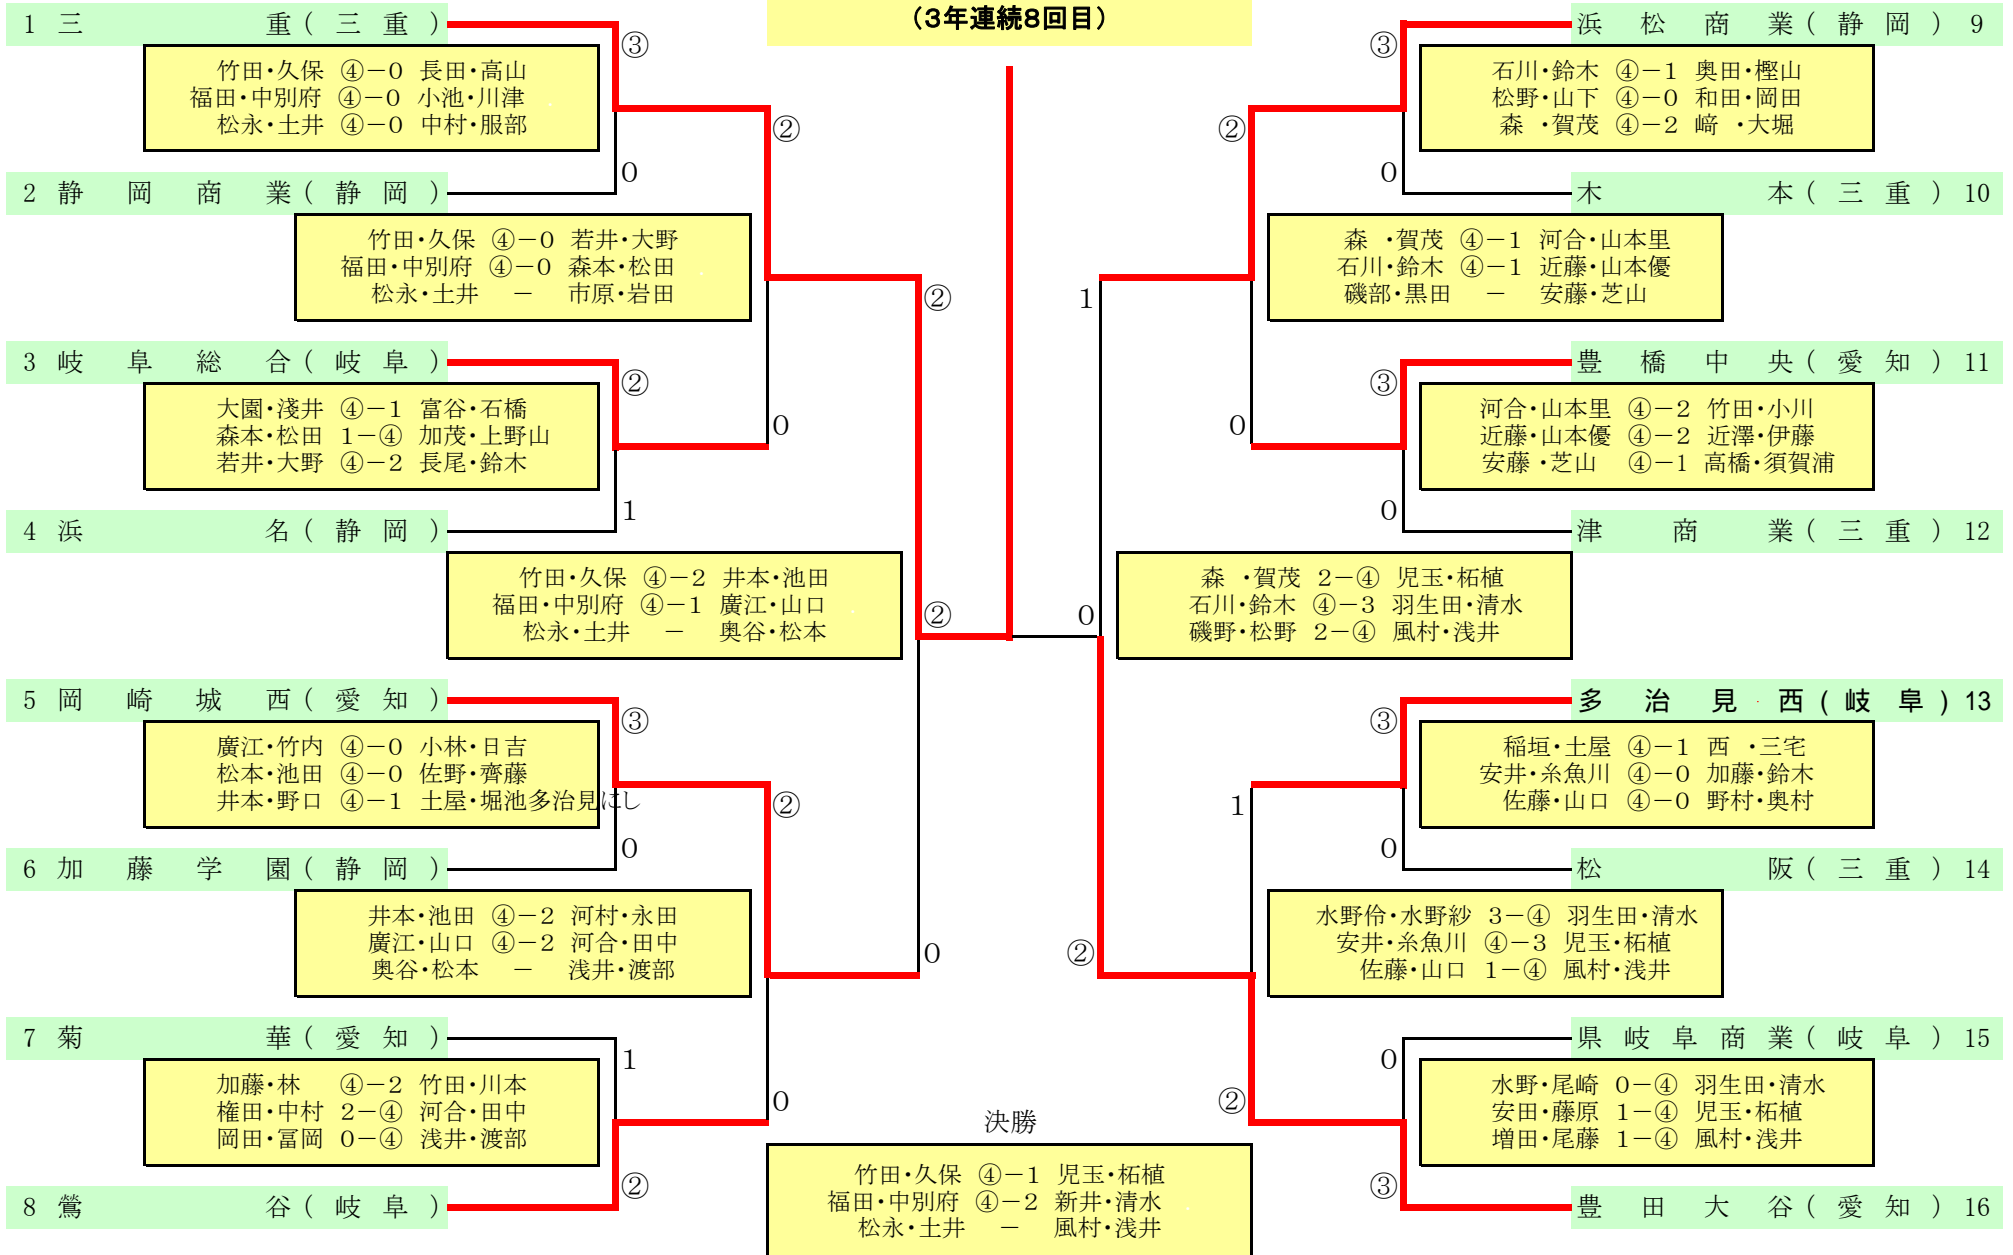 (3年連続8回目)
1 三重(三重)
③
竹田・久保 ④－0 長田・高山
福田・中別府 ④－0 小池・川津
松永・土井 ④－0 中村・服部
②
0
2 静岡商業(静岡)
竹田・久保 ④－0 若井・大野
福田・中別府 ④－0 森本・松田
松永・土井 － 市原・岩田
②
3 岐阜総合(岐阜)
②
大園・淺井 ④－1 富谷・石橋
森本・松田 1－④ 加茂・上野山
若井・大野 ④－2 長尾・鈴木
0
1
4 浜名(静岡)
竹田・久保 ④－2 井本・池田
福田・中別府 ④－1 廣江・山口
松永・土井 － 奥谷・松本
②
5 岡崎城西(愛知)
③
廣江・竹内 ④－0 小林・日吉
松本・池田 ④－0 佐野・齊藤
井本・野口 ④－1 土屋・堀池多治見にし
②
0
6 加藤学園(静岡)
井本・池田 ④－2 河村・永田
廣江・山口 ④－2 河合・田中
奥谷・松本 － 浅井・渡部
0
7 菊華(愛知)
1
加藤・林 ④－2 竹田・川本
権田・中村 2－④ 河合・田中
岡田・冨岡 0－④ 浅井・渡部
0
②
8 鶯谷(岐阜)
決勝
竹田・久保 ④－1 児玉・柘植
福田・中別府 ④－2 新井・清水
松永・土井 － 風村・浅井
浜松商業(静岡) 9
③
石川・鈴木 ④－1 奥田・樫山
松野・山下 ④－0 和田・岡田
森・賀茂 ④－2 﨑・大堀
②
0
木本(三重) 10
森・賀茂 ④－1 河合・山本里
石川・鈴木 ④－1 近藤・山本優
磯部・黒田 － 安藤・芝山
1
豊橋中央(愛知) 11
③
河合・山本里 ④－2 竹田・小川
近藤・山本優 ④－2 近澤・伊藤
安藤・芝山 ④－1 高橋・須賀浦
0
0
津商業(三重) 12
森・賀茂 2－④ 児玉・柘植
石川・鈴木 ④－3 羽生田・清水
磯野・松野 2－④ 風村・浅井
0
多治見西(岐阜) 13
③
稲垣・土屋 ④－1 西・三宅
安井・糸魚川 ④－0 加藤・鈴木
佐藤・山口 ④－0 野村・奥村
1
0
松阪(三重) 14
水野伶・水野紗 3－④ 羽生田・清水
安井・糸魚川 ④－3 児玉・柘植
佐藤・山口 1－④ 風村・浅井
②
県岐阜商業(岐阜) 15
0
水野・尾崎 0－④ 羽生田・清水
安田・藤原 1－④ 児玉・柘植
増田・尾藤 1－④ 風村・浅井
②
③
豊田大谷(愛知) 16